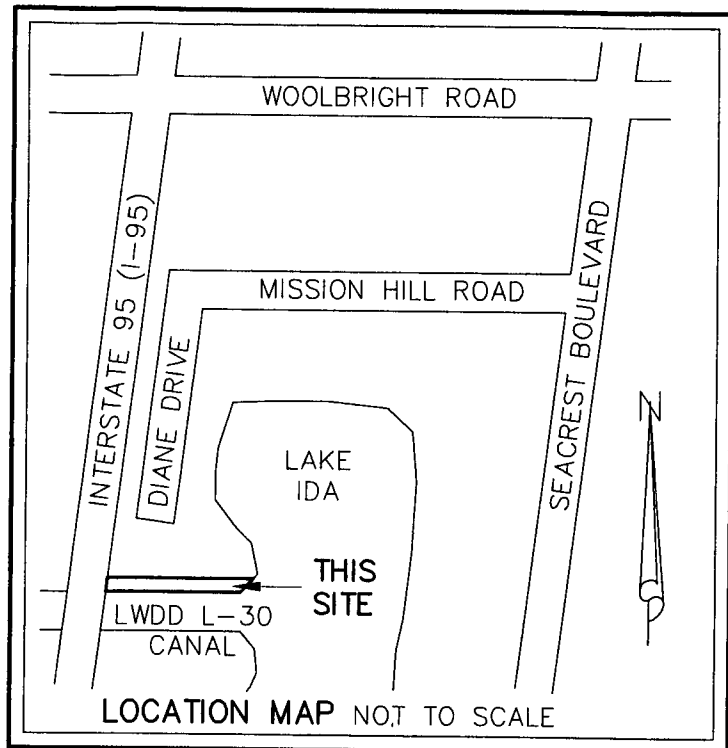 WOOLBRIGHT ROAD
INTERSTATE 95 (I-95)
MISSION HILL ROAD
SEACREST BOULEVARD
DIANE DRIVE
N
LAKE
IDA
THIS
SITE
LWDD L-30
CANAL
LOCATION MAP NOT TO SCALE